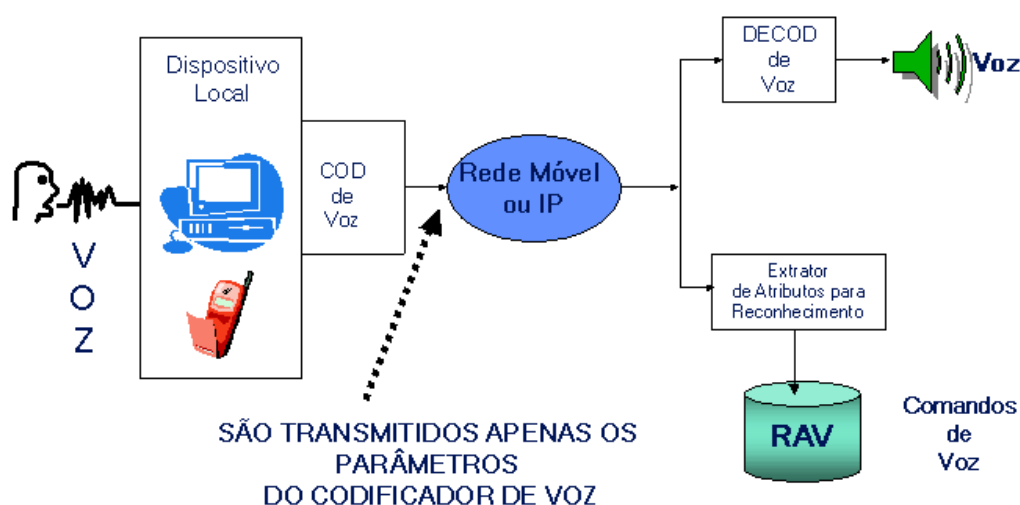 Dispositivo
Local
V
O
Z
COD
de
Voz
Rede Móvel
ou IP
DECOD
de
Voz
Voz
Extrator
de Atributos para
Reconhecimento
RAV
Comandos
de
Voz
SÃO TRANSMITIDOS APENAS OS
PARÂMETROS
DO CODIFICADOR DE VOZ